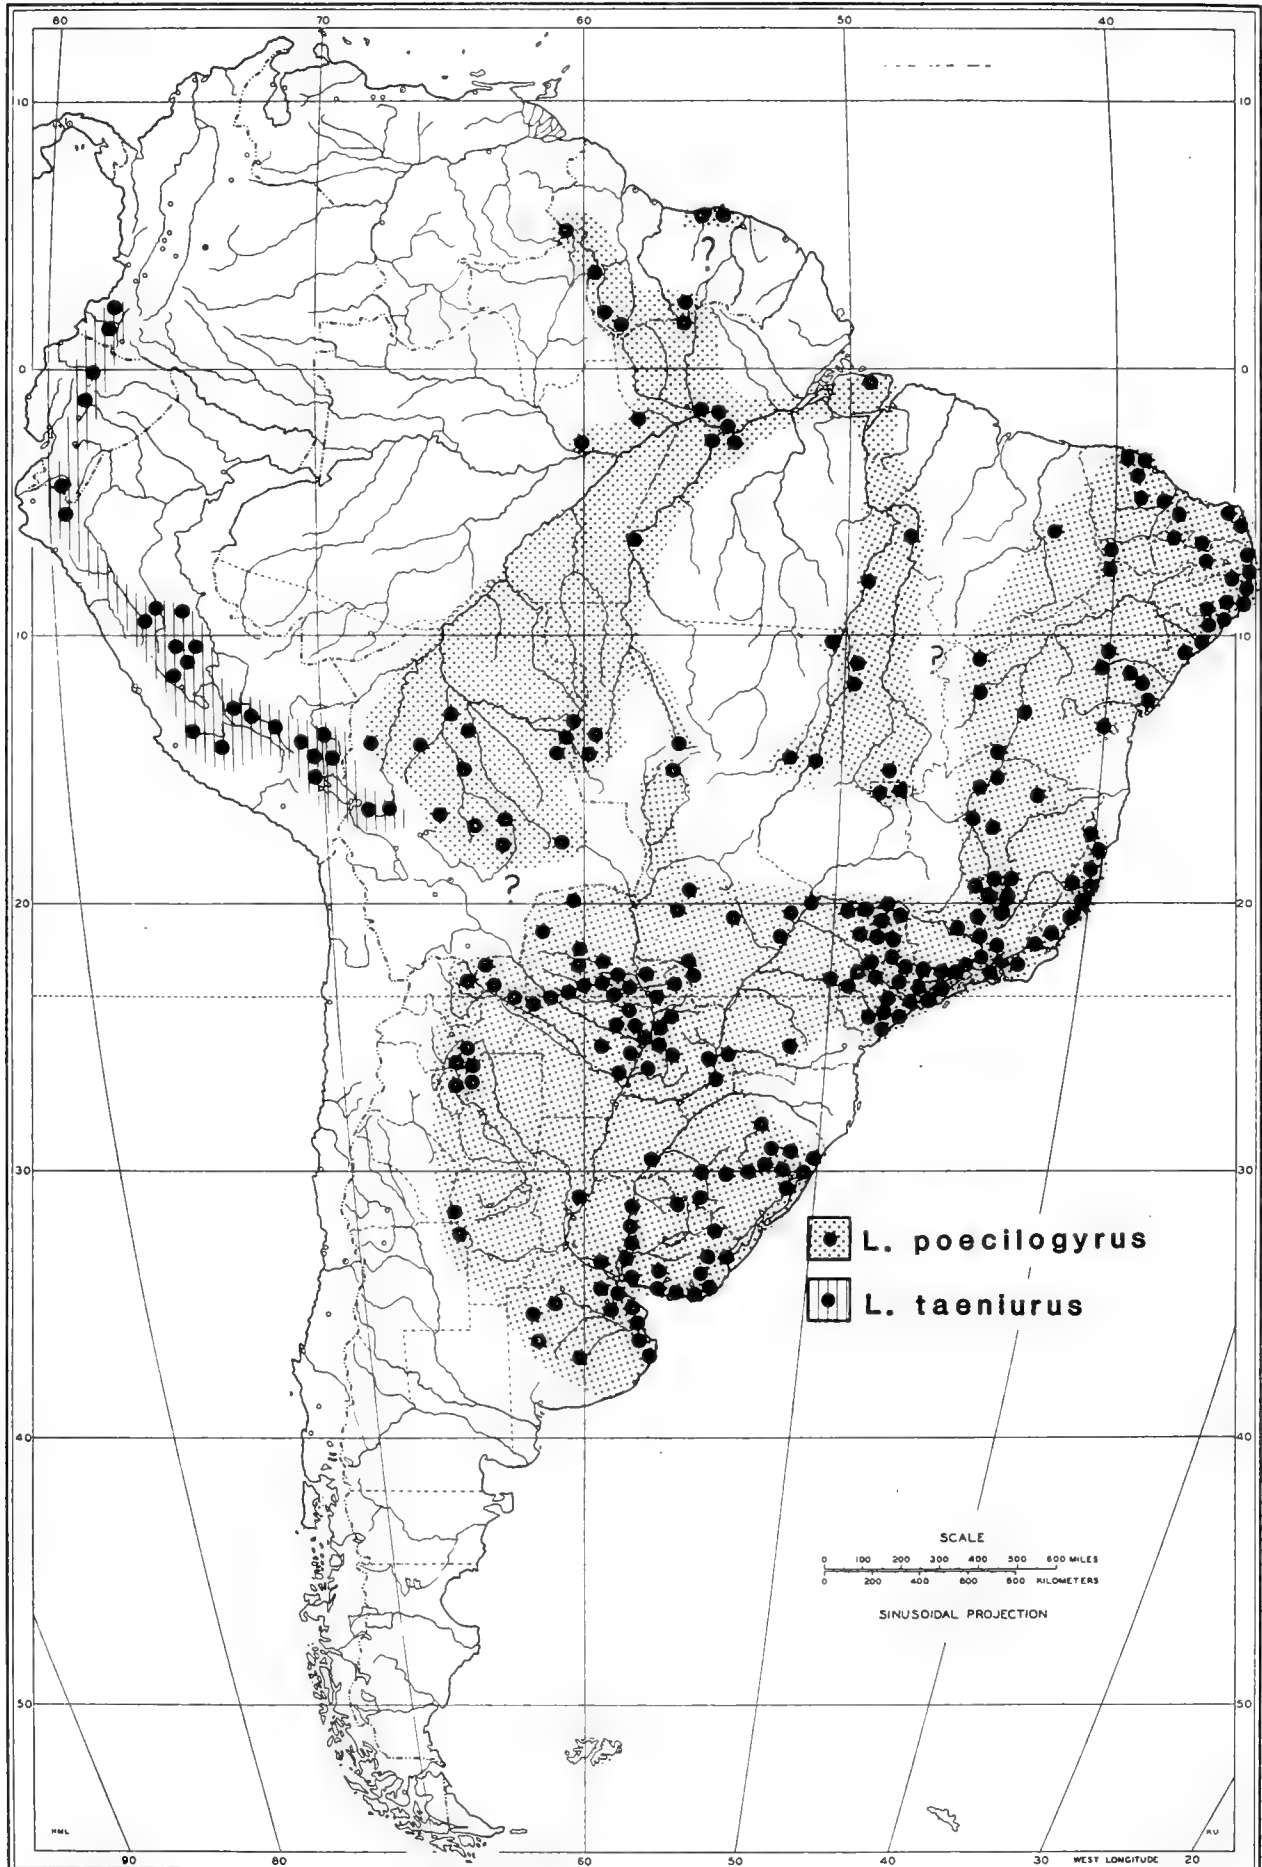 80 70 60 50 40
10 10
?
0 0
10 10
?
?
20 20
30 30
L. poecilogyrus
L. taeniurus
40 40
SCALE
0 100 200 300 400 500 600 MILES
0 200 400 600 800 KILOMETERS
SINUSOIDAL PROJECTION
50 50
HML KU
90 80 60 50 40 30 WEST LONGITUDE 20